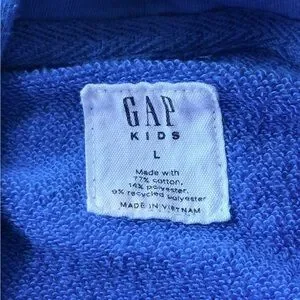 GAP
KIDS
L
Made with
77% cotton,
14% polyester,
9% recycled polyester
MADE IN VIETNAM